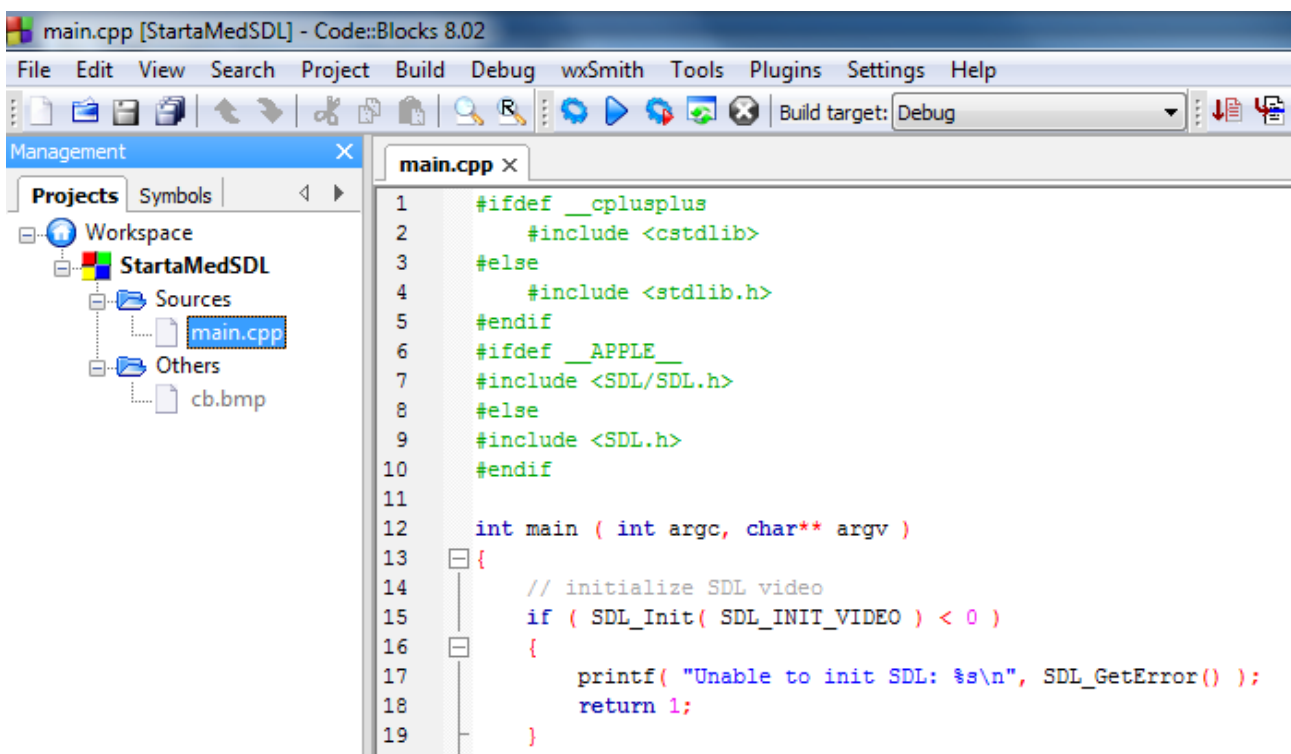 main.cpp [StartaMedSDL] - Code::Blocks 8.02
File Edit View Search Project Build Debug wxSmith Tools Plugins Settings Help
Build target: Debug
Management
main.cpp
Projects Symbols
Workspace
StartaMedSDL
Sources
main.cpp
Others
cb.bmp
1 #ifdef __cplusplus
2     #include <cstdlib>
3 #else
4     #include <stdlib.h>
5 #endif
6 #ifdef __APPLE__
7 #include <SDL/SDL.h>
8 #else
9 #include <SDL.h>
10 #endif
11
12 int main ( int argc, char** argv )
13 {
14     // initialize SDL video
15     if ( SDL_Init( SDL_INIT_VIDEO ) < 0 )
16     {
17         printf( "Unable to init SDL: %s\n", SDL_GetError() );
18         return 1;
19     }